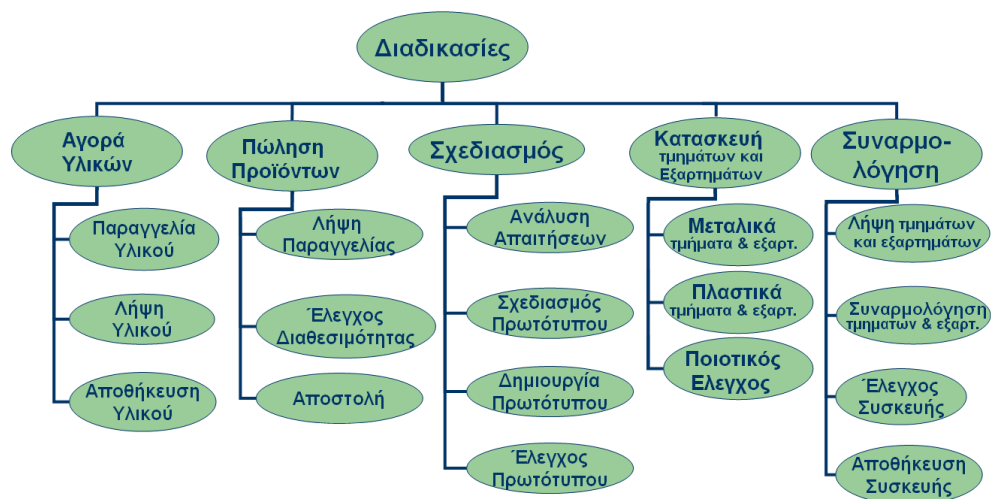 Διαδικασίες
Αγορά
Υλικών
Παραγγελία
Υλικού
Λήψη
Υλικού
Αποθήκευση
Υλικού
Πώληση
Προϊόντων
Λήψη
Παραγγελίας
Έλεγχος
Διαθεσιμότητας
Αποστολή
Σχεδιασμός
Ανάλυση
Απαιτήσεων
Σχεδιασμός
Πρωτότυπου
Δημιουργία
Πρωτότυπου
Έλεγχος
Πρωτότυπου
Κατασκευή
τμημάτων και
Εξαρτημάτων
Μεταλικά
τμήματα & εξαρτ.
Πλαστικά
τμήματα & εξαρτ.
Ποιοτικός
Ελεγχος
Συναρμο-
λόγηση
Λήψη τμημάτων
και εξαρτημάτων
Συναρμολόγηση
τμηματων & εξαρτ.
Έλεγχος
Συσκευής
Αποθήκευση
Συσκευής